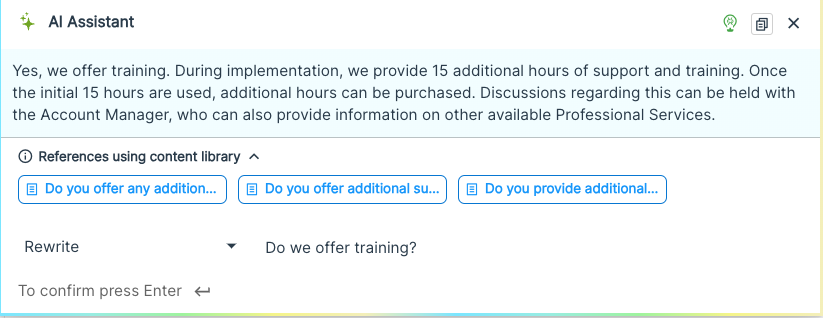 AI Assistant
Yes, we offer training. During implementation, we provide 15 additional hours of support and training. Once
the initial 15 hours are used, additional hours can be purchased. Discussions regarding this can be held with
the Account Manager, who can also provide information on other available Professional Services.
References using content library
Do you offer any addition... Do you offer additional su... Do you provide additional...
Rewrite Do we offer training?
To confirm press Enter